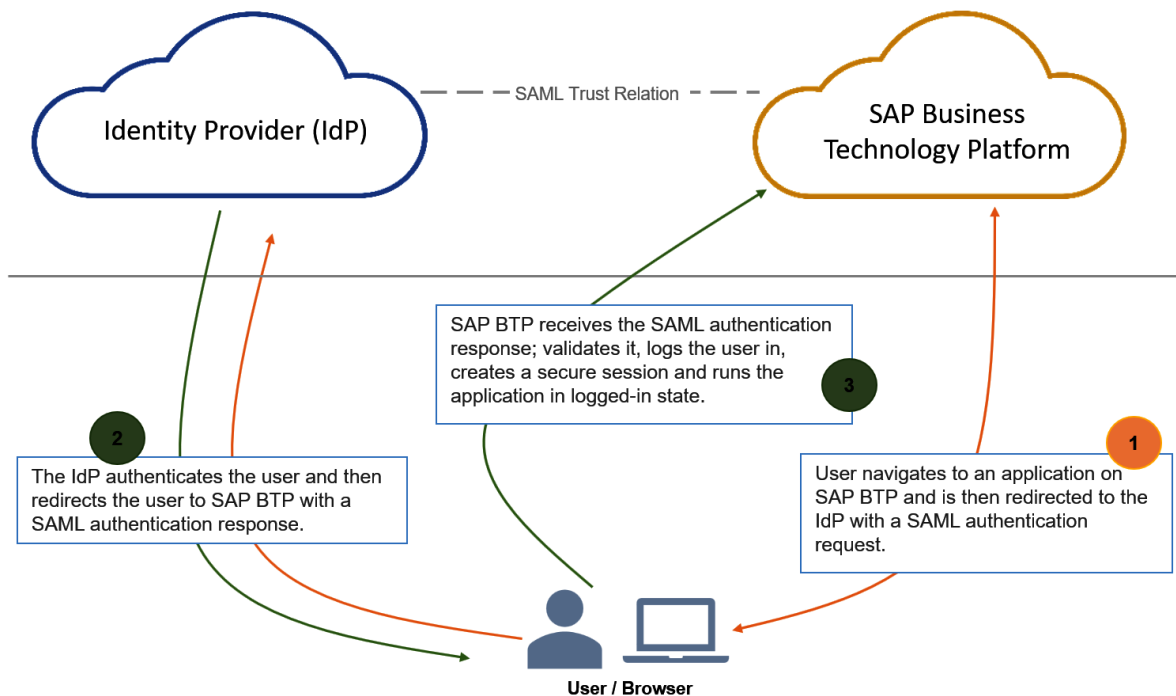 Identity Provider (IdP)
SAML Trust Relation
SAP Business
Technology Platform
SAP BTP receives the SAML authentication
response; validates it, logs the user in,
creates a secure session and runs the
application in logged-in state.
3
2
The IdP authenticates the user and then
redirects the user to SAP BTP with a
SAML authentication response.
1
User navigates to an application on
SAP BTP and is then redirected to the
IdP with a SAML authentication
request.
User / Browser